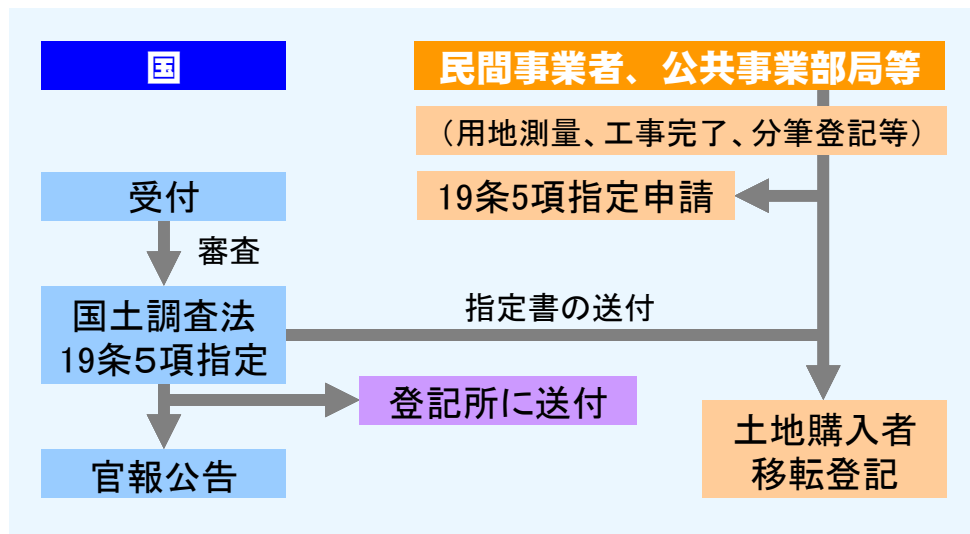 国
民間事業者、公共事業部局等
（用地測量、工事完了、分筆登記等）
19条5項指定申請
受付
審査
国土調査法
19条５項指定
指定書の送付
登記所に送付
官報公告
土地購入者
移転登記